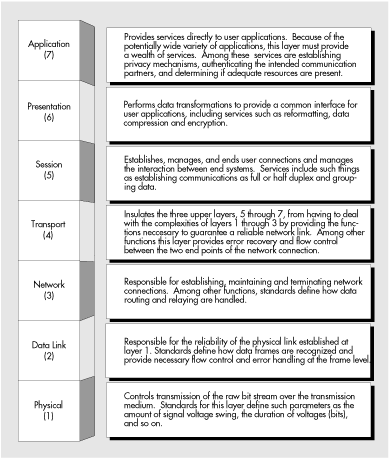 Application
(7)
Provides services directly to user applications. Because of the
potentially wide variety of applications, this layer must provide
a wealth of services. Among these services are establishing
privacy mechanisms, authenticating the intended communication
partners, and determining if adequate resources are present.
Presentation
(6)
Performs data transformations to provide a common interface for
user applications, including services such as reformatting, data
compression and encryption.
Session
(5)
Establishes, manages, and ends user connections and manages
the interaction between end systems. Services include such things
as establishing communications as full or half duplex and group-
ing data.
Transport
(4)
Insulates the three upper layers, 5 through 7, from having to deal
with the complexities of layers 1 through 3 by providing the func-
tions neccesary to guarantee a reliable network link. Among other
functions this layer provides error recovery and flow control
between the two end points of the network connection.
Network
(3)
Responsible for establishing, maintaining and terminating network
connections. Among other functions, standards define how data
routing and relaying are handled.
Data Link
(2)
Responsible for the reliability of the physical link established at
layer 1. Standards define how data frames are recognized and
provide necessary flow control and error handling at the frame level.
Physical
(1)
Controls transmission of the raw bit stream over the transmission
medium. Standards for this layer define such parameters as the
amount of signal voltage swing, the duration of voltages (bits),
and so on.